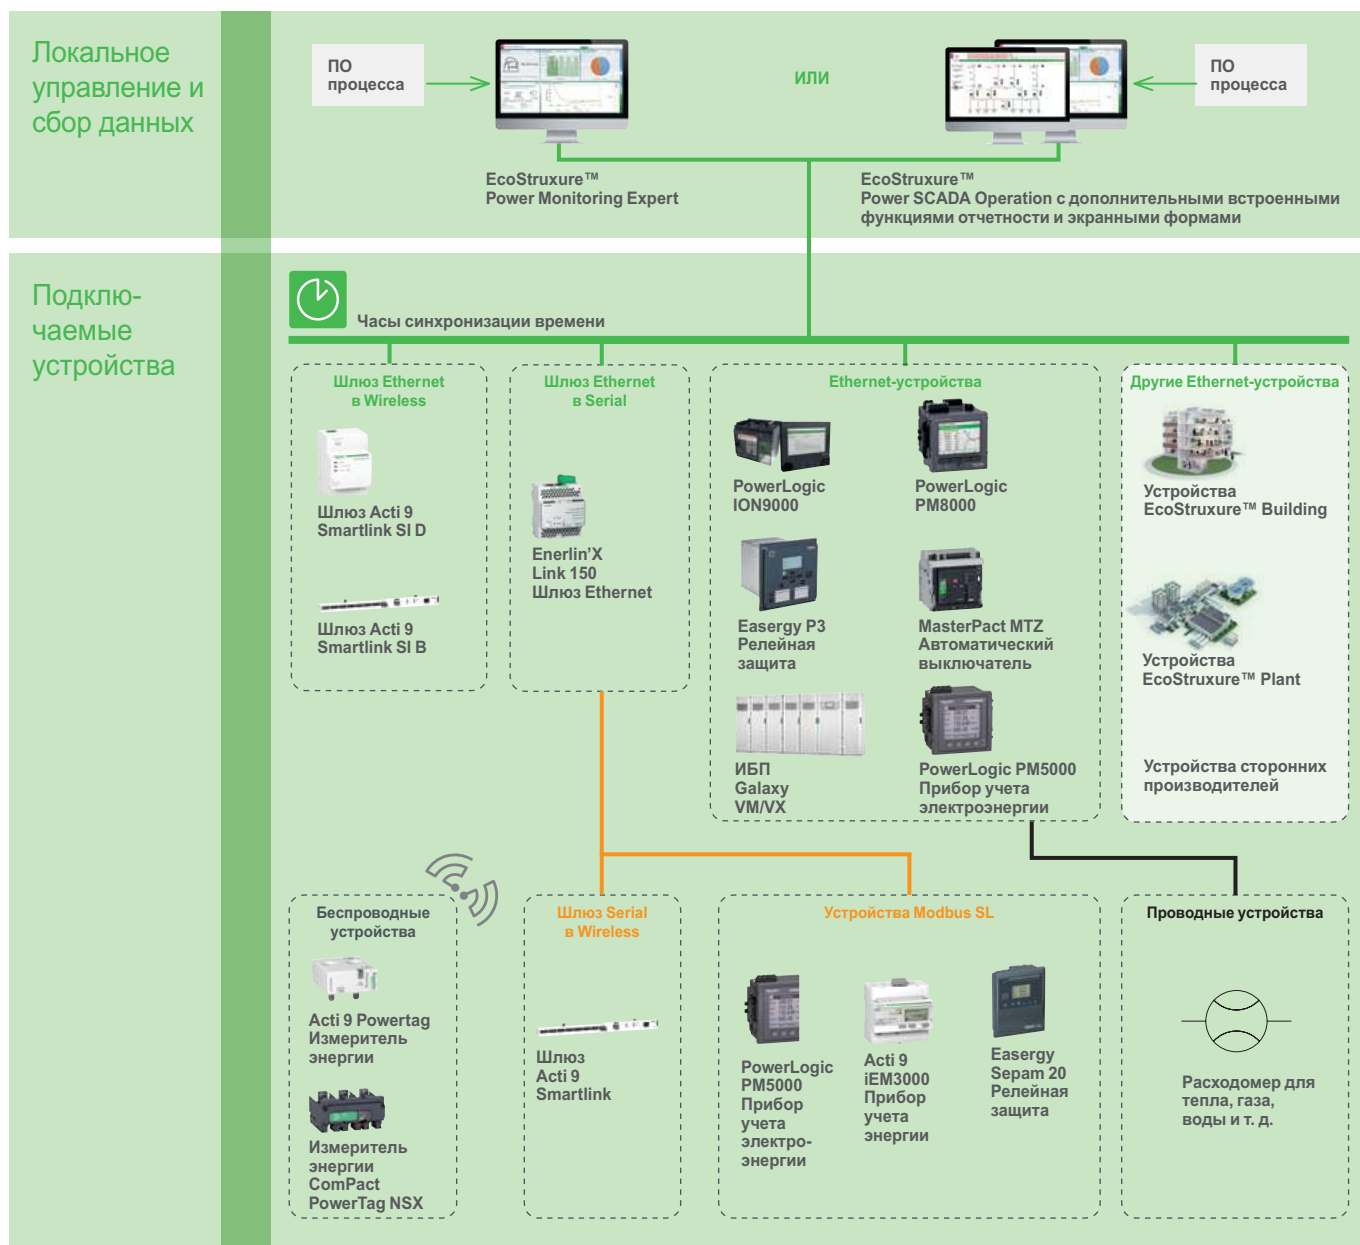 Локальное
управление и
сбор данных
ПО
процесса
ИЛИ
ПО
процесса
EcoStruxure™
Power Monitoring Expert
EcoStruxure™
Power SCADA Operation с дополнительными встроенными
функциями отчетности и экранными формами
Подклю-
чаемые
устройства
Часы синхронизации времени
Шлюз Ethernet
в Wireless
Шлюз Acti 9
Smartlink SI D
Шлюз Acti 9
Smartlink SI B
Шлюз Ethernet
в Serial
Enerlin’X
Link 150
Шлюз Ethernet
Ethernet-устройства
PowerLogic
ION9000
PowerLogic
PM8000
Easergy P3
Релейная
защита
MasterPact MTZ
Автоматический
выключатель
ИБП
Galaxy
VM/VX
PowerLogic PM5000
Прибор учета
электроэнергии
Другие Ethernet-устройства
Устройства
EcoStruxure™ Building
Устройства
EcoStruxure™ Plant
Устройства сторонних
производителей
Беспроводные
устройства
Acti 9 Powertag
Измеритель
энергии
Измеритель
энергии
ComPact
PowerTag NSX
Шлюз Serial
в Wireless
Шлюз
Acti 9
Smartlink
Устройства Modbus SL
PowerLogic
PM5000
Прибор
учета
электро-
энергии
Acti 9
iEM3000
Прибор
учета
энергии
Easergy
Sepam 20
Релейная
защита
Проводные устройства
Расходомер для
тепла, газа,
воды и т. д.